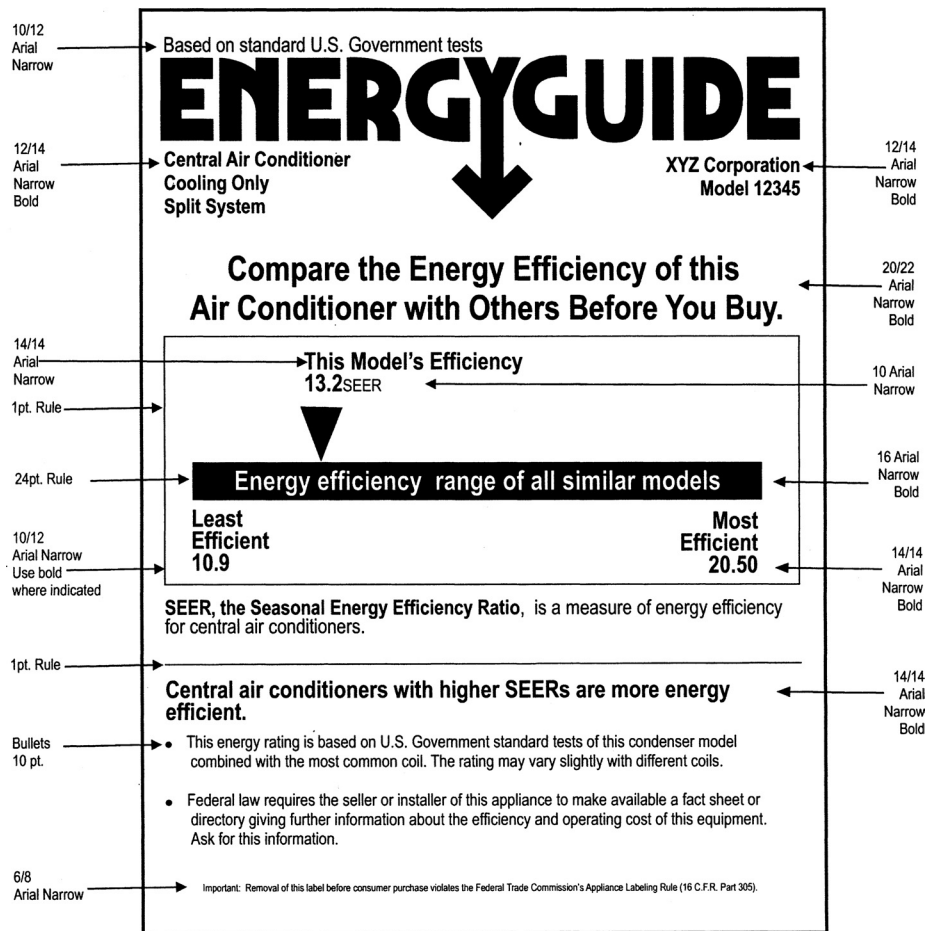 10/12
Arial
Narrow
Based on standard U.S. Government tests
ENERGYGUIDE
12/14
Arial
Narrow
Bold
Central Air Conditioner
Cooling Only
Split System
XYZ Corporation
Model 12345
12/14
Arial
Narrow
Bold
Compare the Energy Efficiency of this
Air Conditioner with Others Before You Buy.
20/22
Arial
Narrow
Bold
14/14
Arial
Narrow
This Model's Efficiency
13.2SEER
10 Arial
Narrow
1pt. Rule
24pt. Rule
Energy efficiency range of all similar models
16 Arial
Narrow
Bold
Least
Efficient
10.9
Most
Efficient
20.50
10/12
Arial Narrow
Use bold
where indicated
14/14
Arial
Narrow
Bold
SEER, the Seasonal Energy Efficiency Ratio, is a measure of energy efficiency
for central air conditioners.
1pt. Rule
Central air conditioners with higher SEERs are more energy
efficient.
14/14
Arial
Narrow
Bold
Bullets
10 pt.
• This energy rating is based on U.S. Government standard tests of this condenser model
combined with the most common coil. The rating may vary slightly with different coils.
• Federal law requires the seller or installer of this appliance to make available a fact sheet or
directory giving further information about the efficiency and operating cost of this equipment.
Ask for this information.
6/8
Arial Narrow
Important: Removal of this label before consumer purchase violates the Federal Trade Commission's Appliance Labeling Rule (16 C.F.R. Part 305).